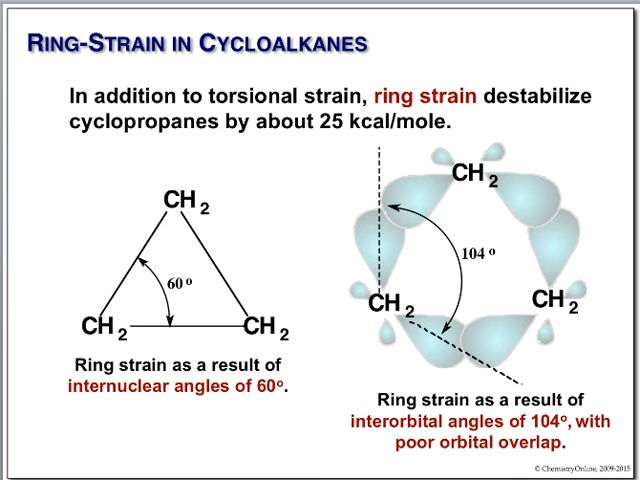 RING-STRAIN IN CYCLOALKANES
In addition to torsional strain, ring strain destabilize
cyclopropanes by about 25 kcal/mole.
CH 2
60 o
CH 2
CH 2
Ring strain as a result of
internuclear angles of 60o.
CH 2
104 o
CH 2
CH 2
Ring strain as a result of
interorbital angles of 104o, with
poor orbital overlap.
© ChemistryOnline, 2009-2015